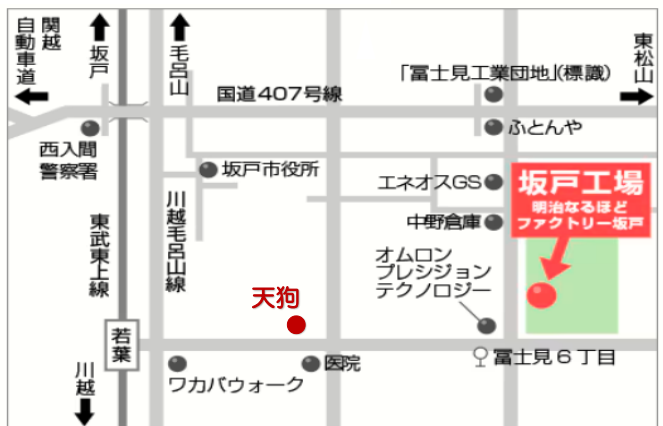 関越
自動車道
坂戸
毛呂山
東松山
「富士見工業団地」(標識)
国道407号線
ふとんや
西入間
警察署
坂戸市役所
エネオスGS
坂戸工場
明治なるほど
ファクトリー坂戸
中野倉庫
東武東上線
川越毛呂山線
オムロン
プレシジョン
テクノロジー
天狗
若葉
医院
富士見6丁目
川越
ワカバウォーク